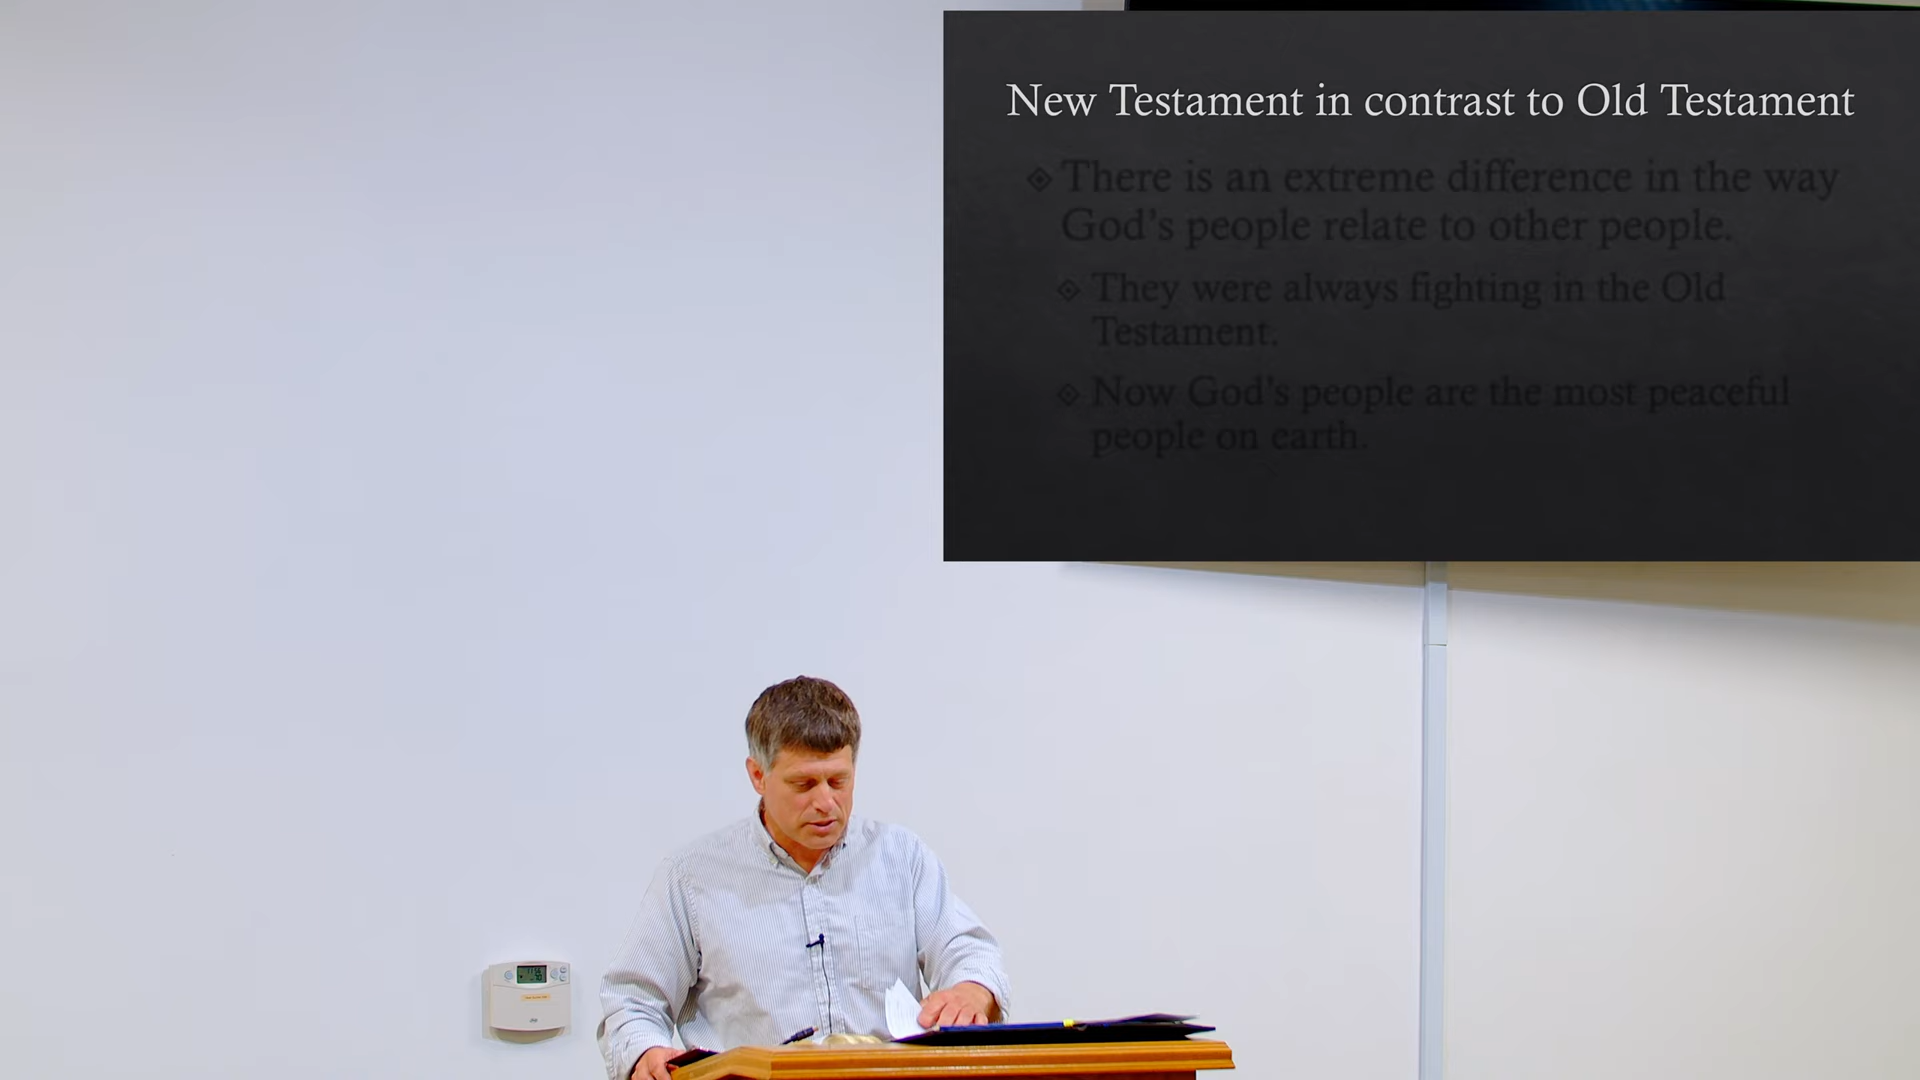 New Testament in contrast to Old Testament
There is an extreme difference in the way
God's people relate to other people.
They were always fighting in the Old
Testament.
Now God's people are the most peaceful
people on earth.